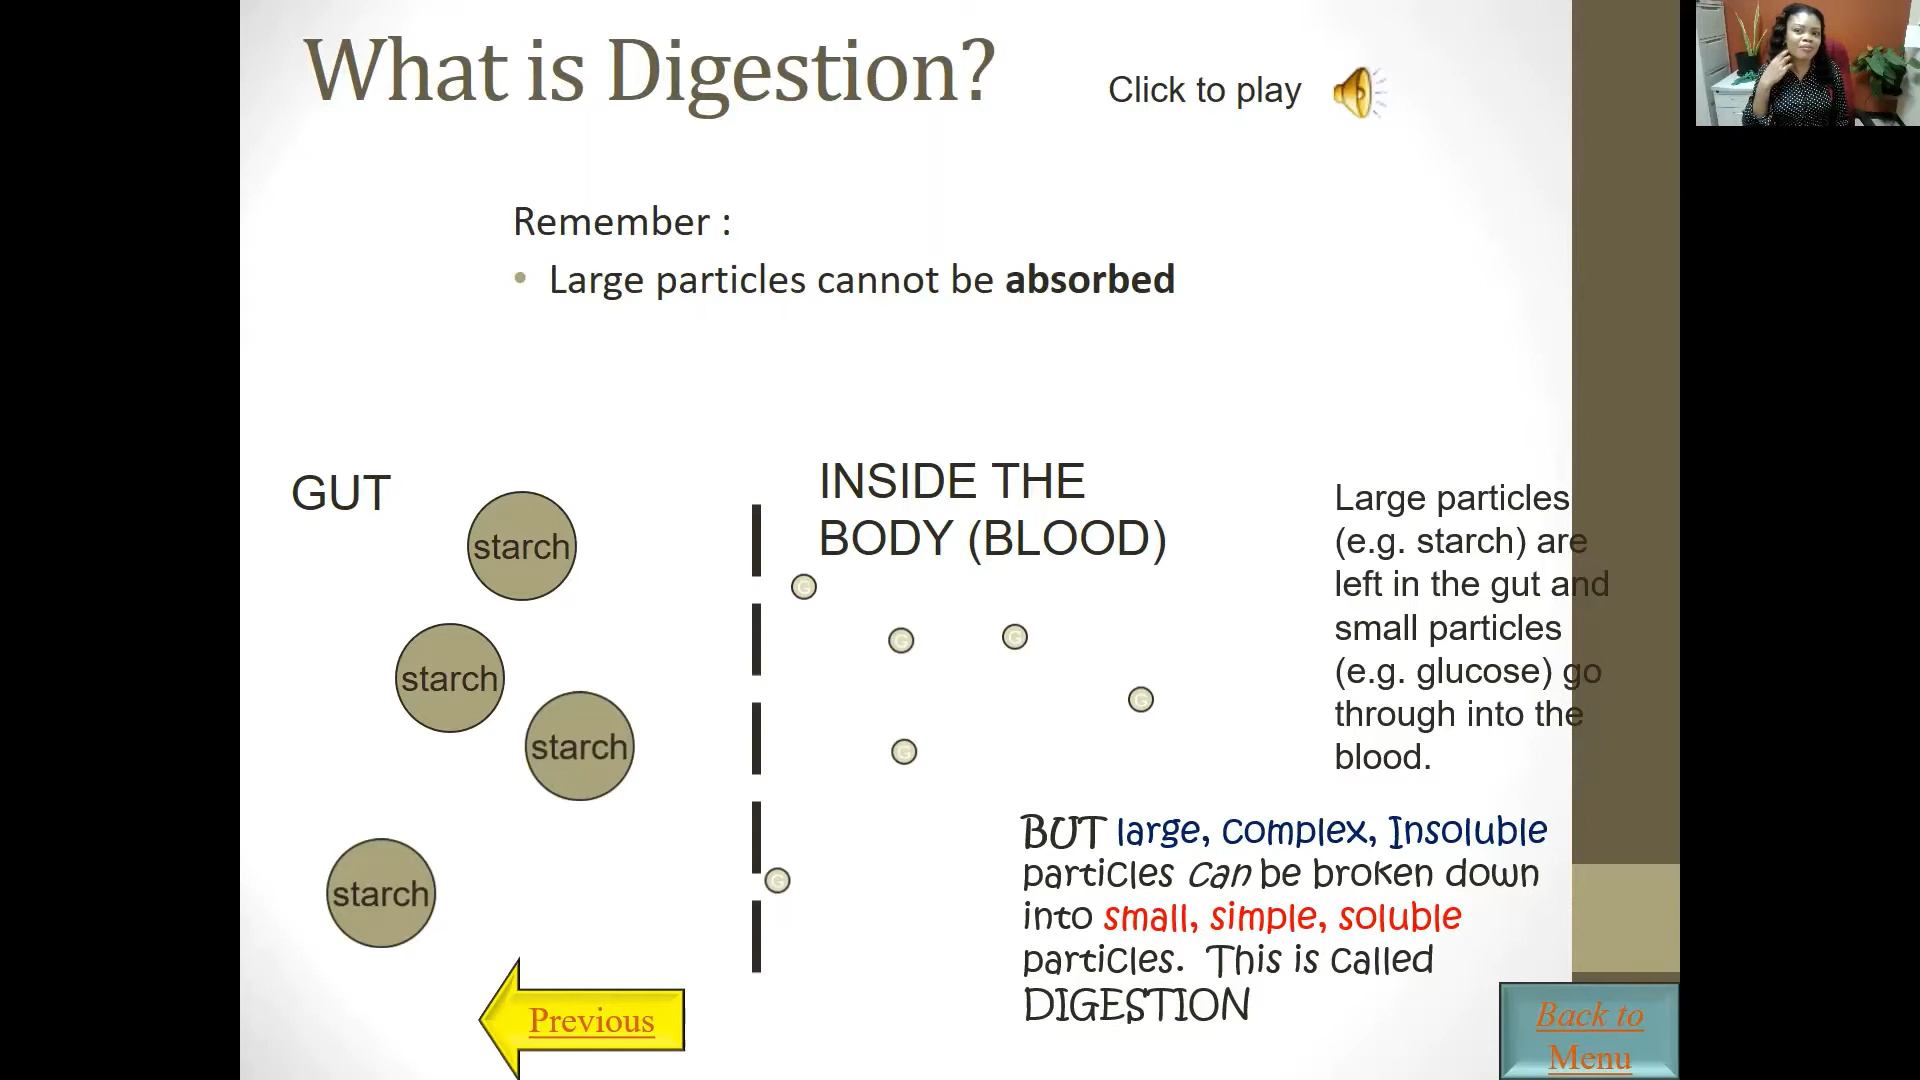 What is Digestion?
Click to play
Remember :
• Large particles cannot be absorbed
GUT
INSIDE THE
BODY (BLOOD)
starch
starch
starch
starch
G
G
G
G
G
G
Large particles
(e.g. starch) are
left in the gut and
small particles
(e.g. glucose) go
through into the
blood.
BUT large, complex, Insoluble
particles can be broken down
into small, simple, soluble
particles. This is called
DIGESTION
Previous
Back to
Menu